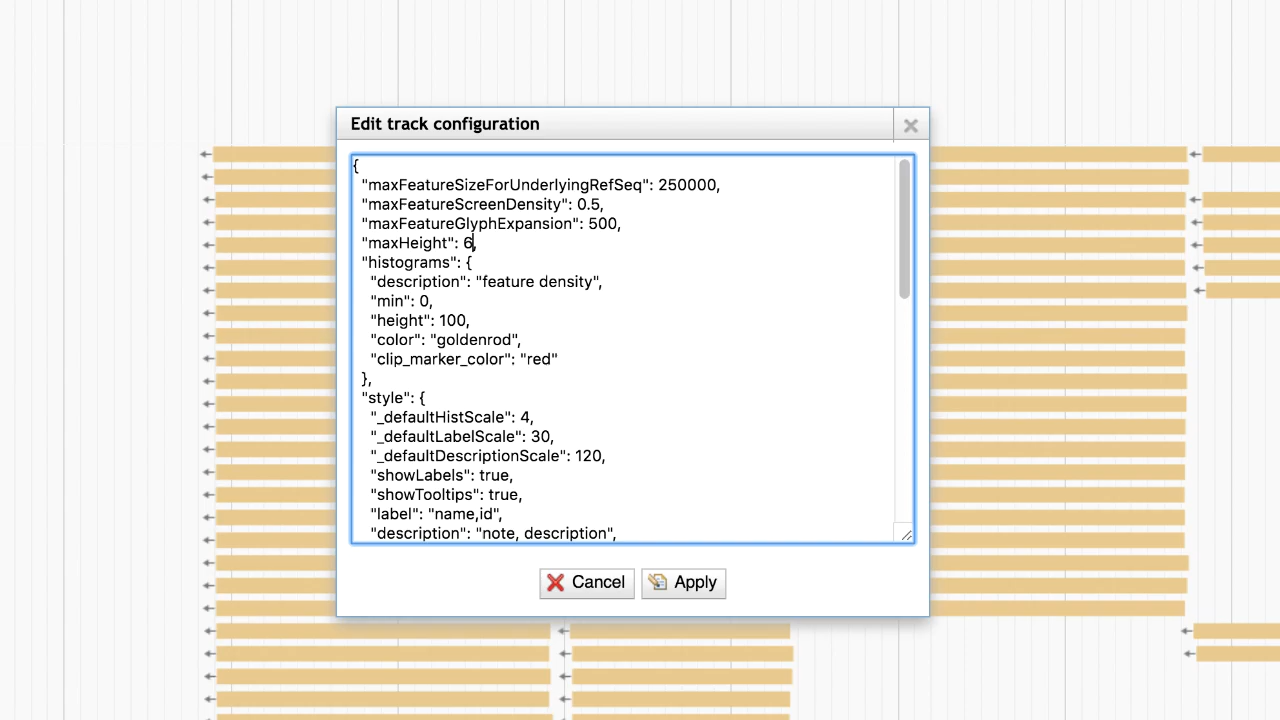 Edit track configuration
{
"maxFeatureSizeForUnderlyingRefSeq": 250000,
"maxFeatureScreenDensity": 0.5,
"maxFeatureGlyphExpansion": 500,
"maxHeight": 6,
"histograms": {
"description": "feature density",
"min": 0,
"height": 100,
"color": "goldenrod",
"clip_marker_color": "red"
},
"style": {
"_defaultHistScale": 4,
"_defaultLabelScale": 30,
"_defaultDescriptionScale": 120,
"showLabels": true,
"showTooltips": true,
"label": "name,id",
"description": "note, description",
Cancel Apply